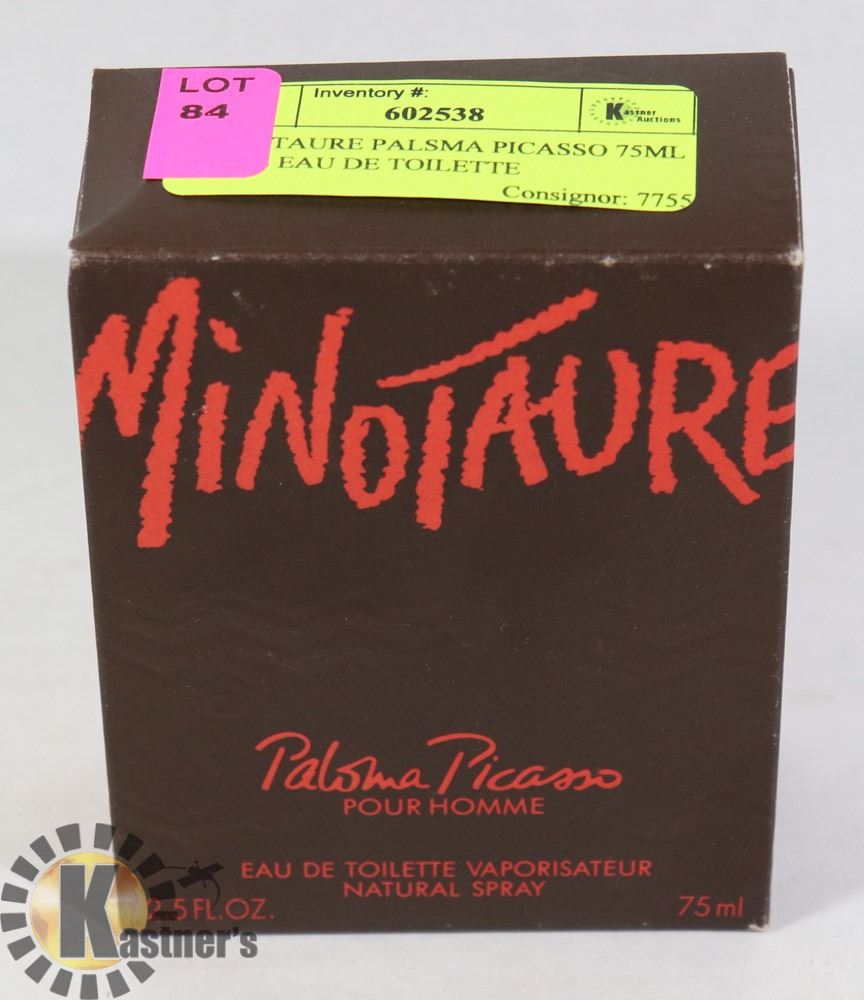 LOT
84
Inventory #:
602538
Kastner
Auctions
TAURE PALSMA PICASSO 75ML
EAU DE TOILETTE
Consignor: 7755
MINOTAURE
Paloma Picasso
POUR HOMME
EAU DE TOILETTE VAPORISATEUR
NATURAL SPRAY
2.5 FL.OZ.
75 ml
Kastner's